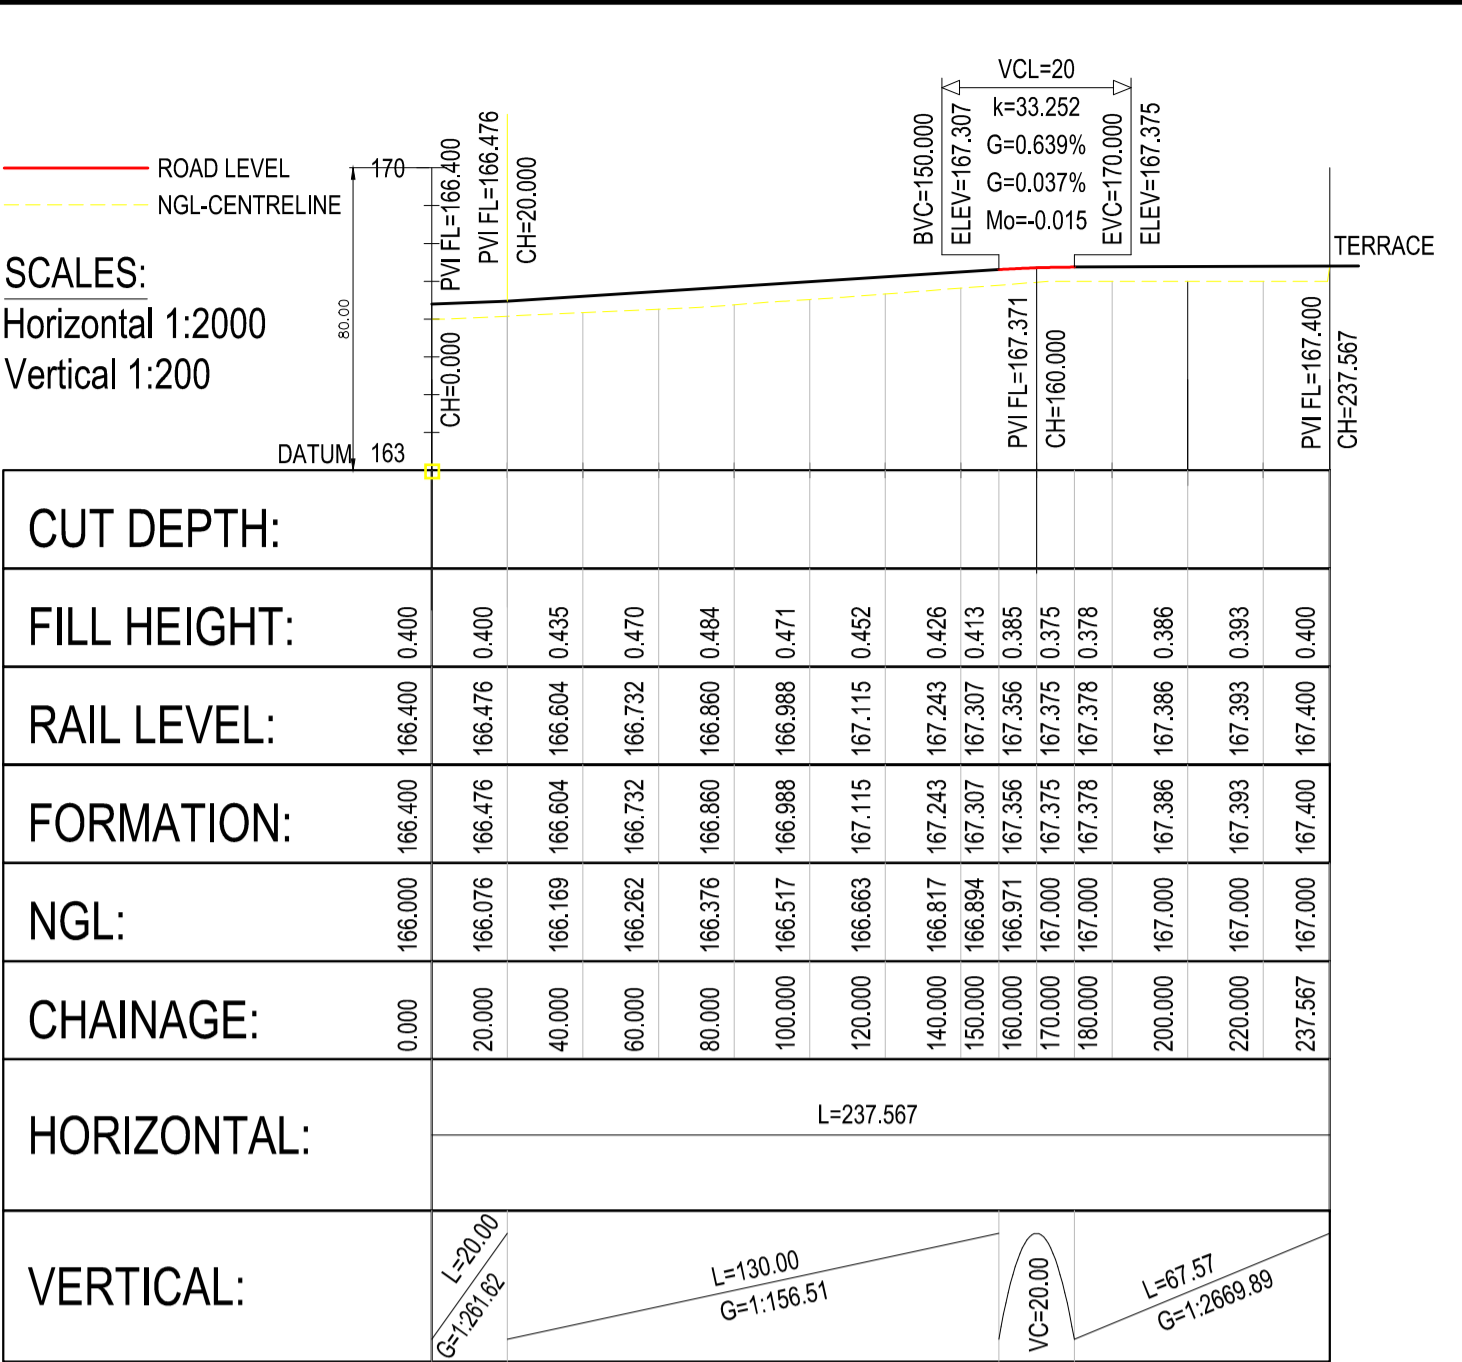 VCL=20
k=33.252
G=0.639%
G=0.037%
Mo=-0.015
BVC=150.000
ELEV=167.307
EVC=170.000
ELEV=167.375
ROAD LEVEL
NGL-CENTRELINE
170
PVI FL=166.400
CH=0.000
PVI FL=166.476
CH=20.000
TERRACE
SCALES:
Horizontal 1:2000
Vertical 1:200
80.00
PVI FL=167.371
CH=160.000
PVI FL=167.400
CH=237.567
DATUM 163
CUT DEPTH:
FILL HEIGHT: 0.400 0.400 0.435 0.470 0.484 0.471 0.452 0.426 0.413 0.385 0.375 0.378 0.386 0.393 0.400
RAIL LEVEL: 166.400 166.476 166.604 166.732 166.860 166.988 167.115 167.243 167.307 167.356 167.375 167.378 167.386 167.393 167.400
FORMATION: 166.400 166.476 166.604 166.732 166.860 166.988 167.115 167.243 167.307 167.356 167.375 167.378 167.386 167.393 167.400
NGL: 166.000 166.076 166.169 166.262 166.376 166.517 166.663 166.817 166.894 166.971 167.000 167.000 167.000 167.000 167.000
CHAINAGE: 0.000 20.000 40.000 60.000 80.000 100.000 120.000 140.000 150.000 160.000 170.000 180.000 200.000 220.000 237.567
HORIZONTAL:
L=237.567
VERTICAL:
L=20.00
G=1:261.62
L=130.00
G=1:156.51
VC=20.00
L=67.57
G=1:2669.89